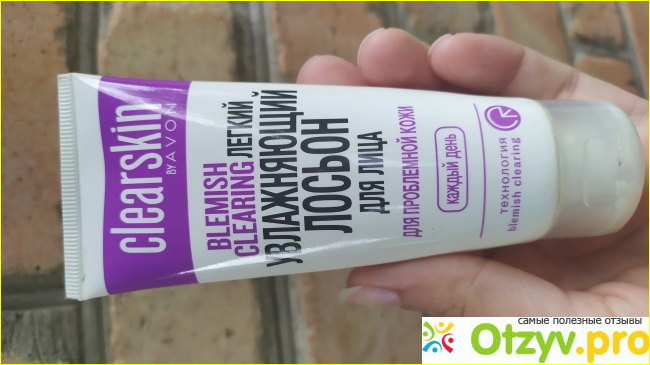 clearskin
BY AVON
BLEMISH
CLEARING ЛЕГКИЙ
УВЛАЖНЯЮЩИЙ
ЛОСЬОН
ДЛЯ ЛИЦА
ДЛЯ ПРОБЛЕМНОЙ КОЖИ
каждый день
ТЕХНОЛОГИЯ
blemish clearing
самые полезные отзывы
Otzyv.pro